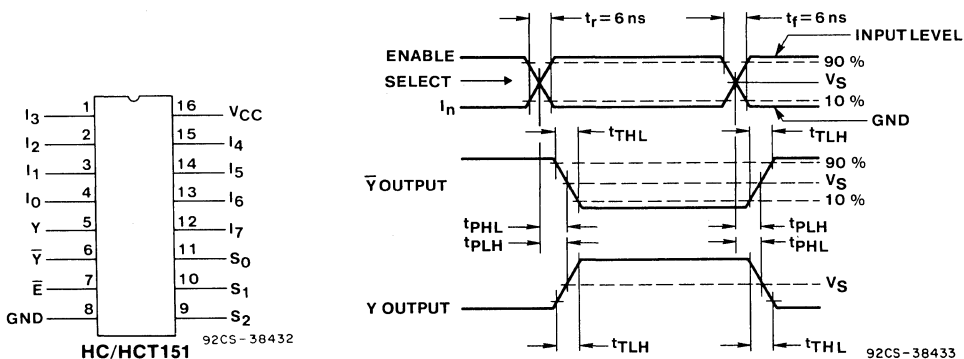 I3 1 16 VCC
I2 2 15 I4
I1 3 14 I5
I0 4 13 I6
Y 5 12 I7
Y̅ 6 11 S0
E̅ 7 10 S1
GND 8 9 S2
92CS-38432
HC/HCT151
tr = 6 ns tf = 6 ns
INPUT LEVEL
ENABLE 90 %
SELECT VS
In 10 %
GND
tTHL tTLH
90 %
Y̅ OUTPUT VS
10 %
tPHL tPLH
tPLH tPHL
VS
Y OUTPUT
tTLH tTHL
92CS-38433